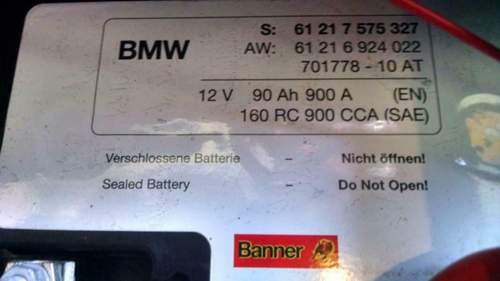 BMW
S: 61 21 7 575 327
AW: 61 21 6 924 022
701778 - 10 AT
12 V 90 Ah 900 A (EN)
160 RC 900 CCA (SAE)
Verschlossene Batterie - Nicht öffnen!
Sealed Battery - Do Not Open!
Banner